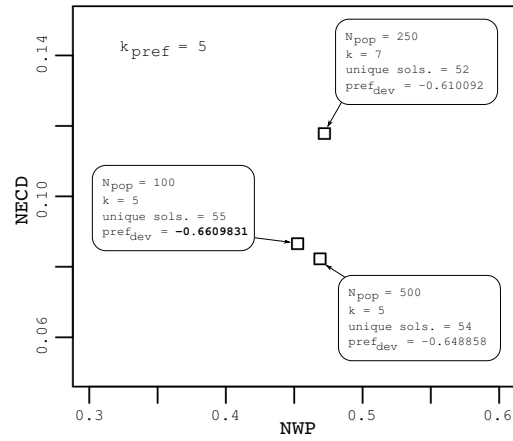 k_pref = 5
N_pop = 250
k = 7
unique sols. = 52
pref_dev = -0.610092
N_pop = 100
k = 5
unique sols. = 55
pref_dev = -0.6609831
N_pop = 500
k = 5
unique sols. = 54
pref_dev = -0.648858
NECD
0.14
0.10
0.06
0.3 0.4 0.5 0.6
NWP